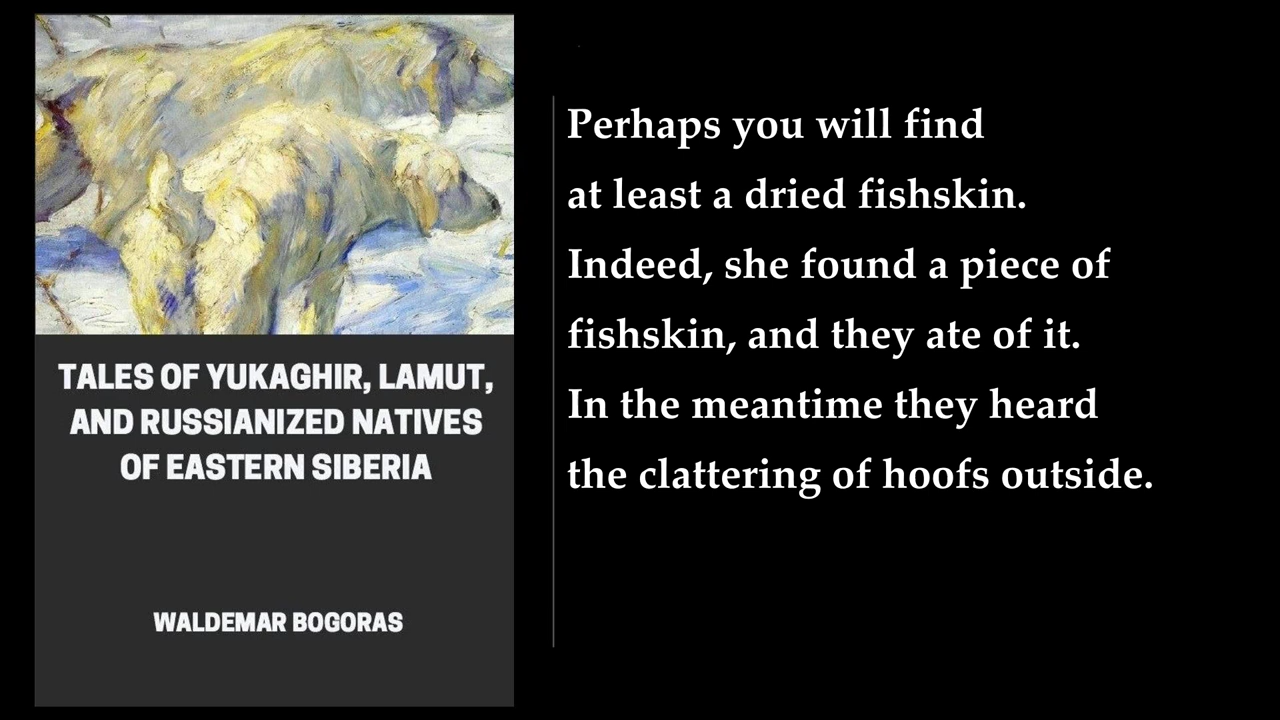 TALES OF YUKAGHIR, LAMUT,
AND RUSSIANIZED NATIVES
OF EASTERN SIBERIA
WALDEMAR BOGORAS
Perhaps you will find
at least a dried fishskin.
Indeed, she found a piece of
fishskin, and they ate of it.
In the meantime they heard
the clattering of hoofs outside.